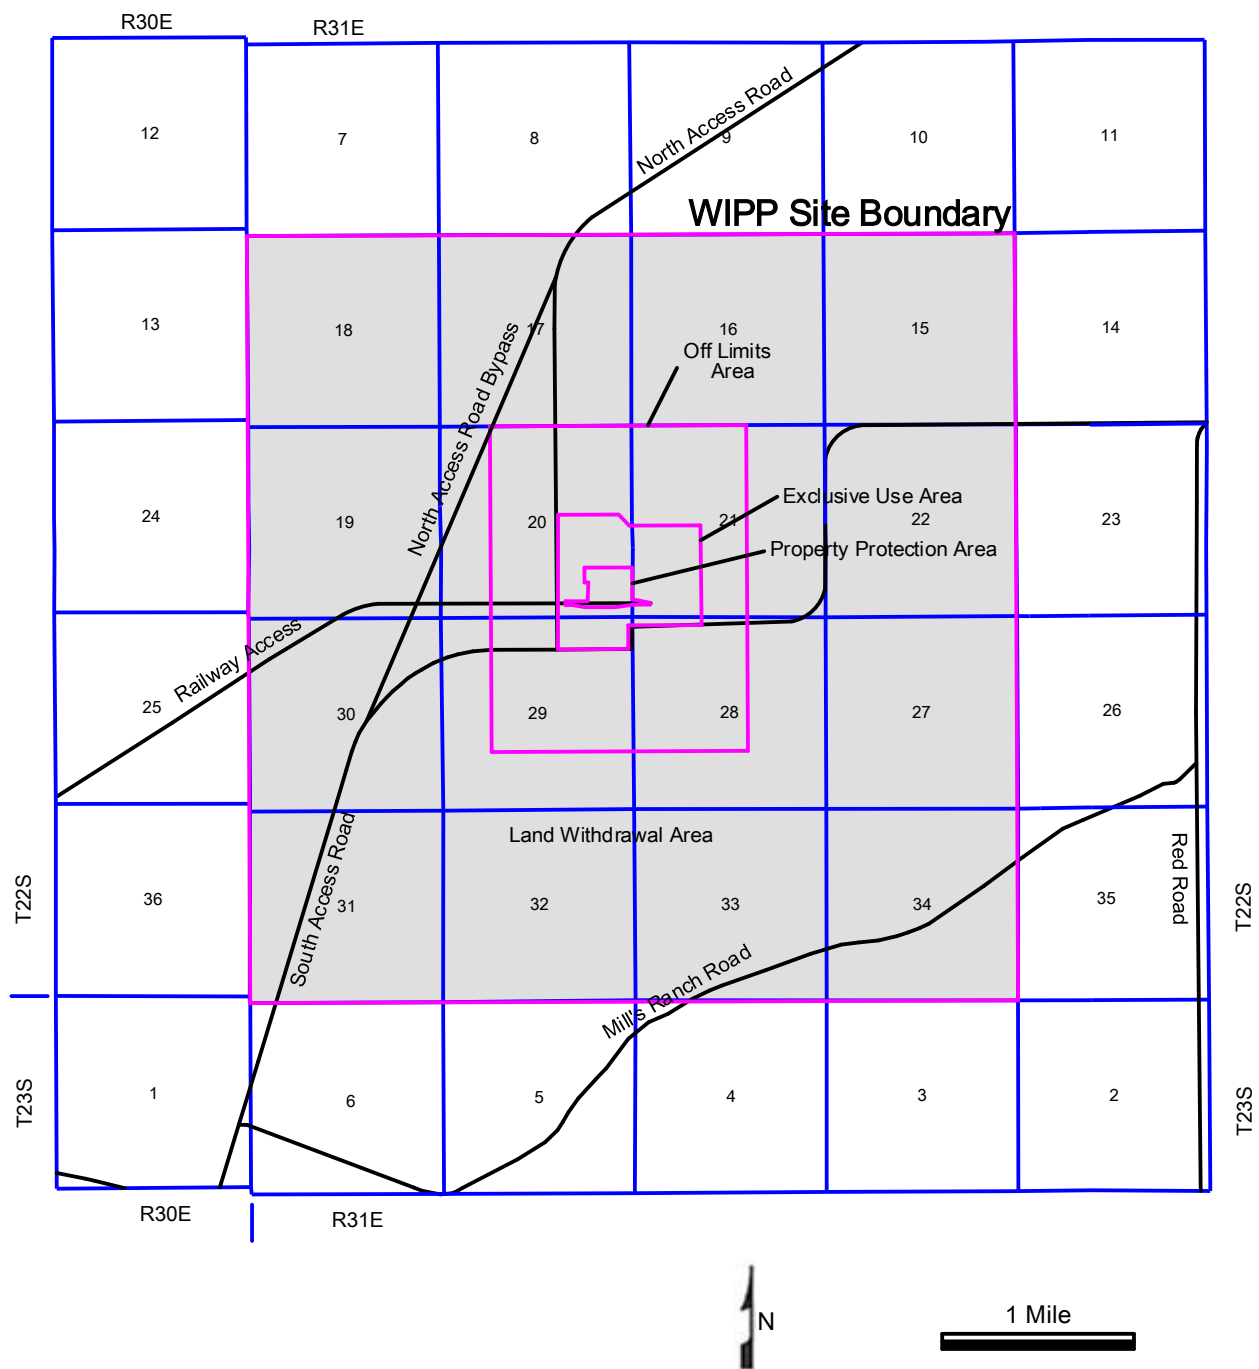 R30E
R31E
12
7
8
North Access Road
9
10
11
WIPP Site Boundary
13
18
17
16
15
14
Off Limits
Area
North Access Road Bypass
Exclusive Use Area
24
19
20
21
22
23
Property Protection Area
Railway Access
25
30
29
28
27
26
Land Withdrawal Area
South Access Road
Red Road
T22S
36
31
32
33
34
35
T22S
Mill's Ranch Road
T23S
1
6
5
4
3
2
T23S
R30E
R31E
N
1 Mile